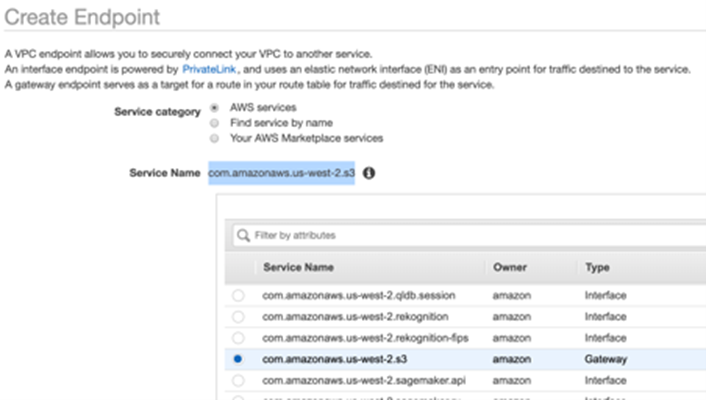 Create Endpoint
A VPC endpoint allows you to securely connect your VPC to another service.
An interface endpoint is powered by PrivateLink, and uses an elastic network interface (ENI) as an entry point for traffic destined to the service.
A gateway endpoint serves as a target for a route in your route table for traffic destined for the service.
Service category AWS services
Find service by name
Your AWS Marketplace services
Service Name com.amazonaws.us-west-2.s3
Filter by attributes
Service Name Owner Type
com.amazonaws.us-west-2.qldb.session amazon Interface
com.amazonaws.us-west-2.rekognition amazon Interface
com.amazonaws.us-west-2.rekognition-fips amazon Interface
com.amazonaws.us-west-2.s3 amazon Gateway
com.amazonaws.us-west-2.sagemaker.api amazon Interface